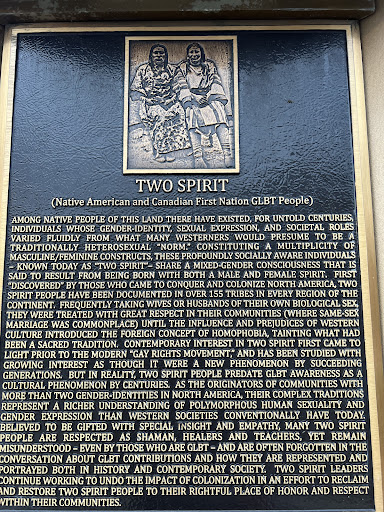 TWO SPIRIT
(Native American and Canadian First Nation GLBT People)
AMONG NATIVE PEOPLE OF THIS LAND THERE HAVE EXISTED, FOR UNTOLD CENTURIES,
INDIVIDUALS WHOSE GENDER-IDENTITY, SEXUAL EXPRESSION, AND SOCIETAL ROLES
VARIED FLUIDLY FROM WHAT MANY WESTERNERS WOULD PRESUME TO BE A
TRADITIONALLY HETEROSEXUAL "NORM." CONSTITUTING A MULTIPLICITY OF
MASCULINE/FEMININE CONSTRUCTS, THESE PROFOUNDLY SOCIALLY AWARE INDIVIDUALS
– KNOWN TODAY AS "TWO SPIRIT"– SHARE A MIXED-GENDER CONSCIOUSNESS THAT IS
SAID TO RESULT FROM BEING BORN WITH BOTH A MALE AND FEMALE SPIRIT. FIRST
"DISCOVERED" BY THOSE WHO CAME TO CONQUER AND COLONIZE NORTH AMERICA, TWO
SPIRIT PEOPLE HAVE BEEN DOCUMENTED IN OVER 155 TRIBES IN EVERY REGION OF THE
CONTINENT. FREQUENTLY TAKING WIVES OR HUSBANDS OF THEIR OWN BIOLOGICAL SEX,
THEY WERE TREATED WITH GREAT RESPECT IN THEIR COMMUNITIES (WHERE SAME-SEX
MARRIAGE WAS COMMONPLACE) UNTIL THE INFLUENCE AND PREJUDICES OF WESTERN
CULTURE INTRODUCED THE FOREIGN CONCEPT OF HOMOPHOBIA, TAINTING WHAT HAD
BEEN A SACRED TRADITION. CONTEMPORARY INTEREST IN TWO SPIRIT FIRST CAME TO
LIGHT PRIOR TO THE MODERN "GAY RIGHTS MOVEMENT," AND HAS BEEN STUDIED WITH
GROWING INTEREST AS THOUGH IT WERE A NEW PHENOMENON BY SUCCEEDING
GENERATIONS. BUT IN REALITY, TWO SPIRIT PEOPLE PREDATE GLBT AWARENESS AS A
CULTURAL PHENOMENON BY CENTURIES. AS THE ORIGINATORS OF COMMUNITIES WITH
MORE THAN TWO GENDER-IDENTITIES IN NORTH AMERICA, THEIR COMPLEX TRADITIONS
REPRESENT A RICHER UNDERSTANDING OF POLYMORPHOUS HUMAN SEXUALITY AND
GENDER EXPRESSION THAN WESTERN SOCIETIES CONVENTIONALLY HAVE TODAY.
BELIEVED TO BE GIFTED WITH SPECIAL INSIGHT AND EMPATHY, MANY TWO SPIRIT
PEOPLE ARE RESPECTED AS SHAMAN, HEALERS AND TEACHERS, YET REMAIN
MISUNDERSTOOD – EVEN BY THOSE WHO ARE GLBT – AND ARE OFTEN FORGOTTEN IN THE
CONVERSATION ABOUT GLBT CONTRIBUTIONS AND HOW THEY ARE REPRESENTED AND
PORTRAYED BOTH IN HISTORY AND CONTEMPORARY SOCIETY. TWO SPIRIT LEADERS
CONTINUE WORKING TO UNDO THE IMPACT OF COLONIZATION IN AN EFFORT TO RECLAIM
AND RESTORE TWO SPIRIT PEOPLE TO THEIR RIGHTFUL PLACE OF HONOR AND RESPECT
WITHIN THEIR COMMUNITIES.